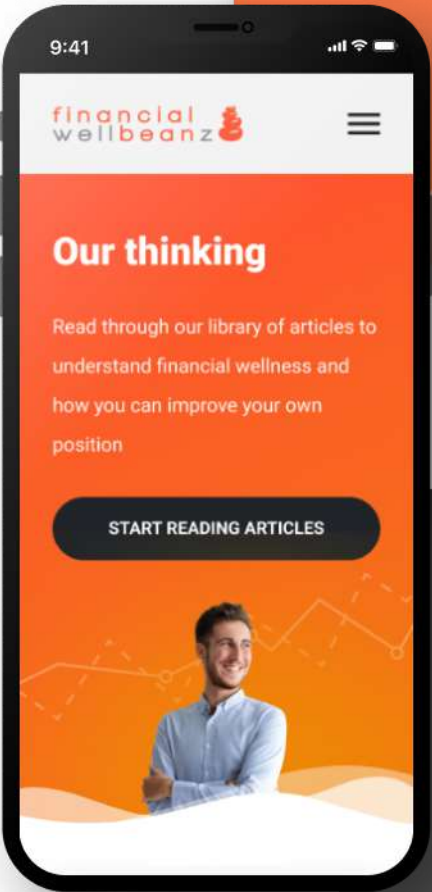 9:41
financial
wellbeanz
Our thinking
Read through our library of articles to
understand financial wellness and
how you can improve your own
position
START READING ARTICLES